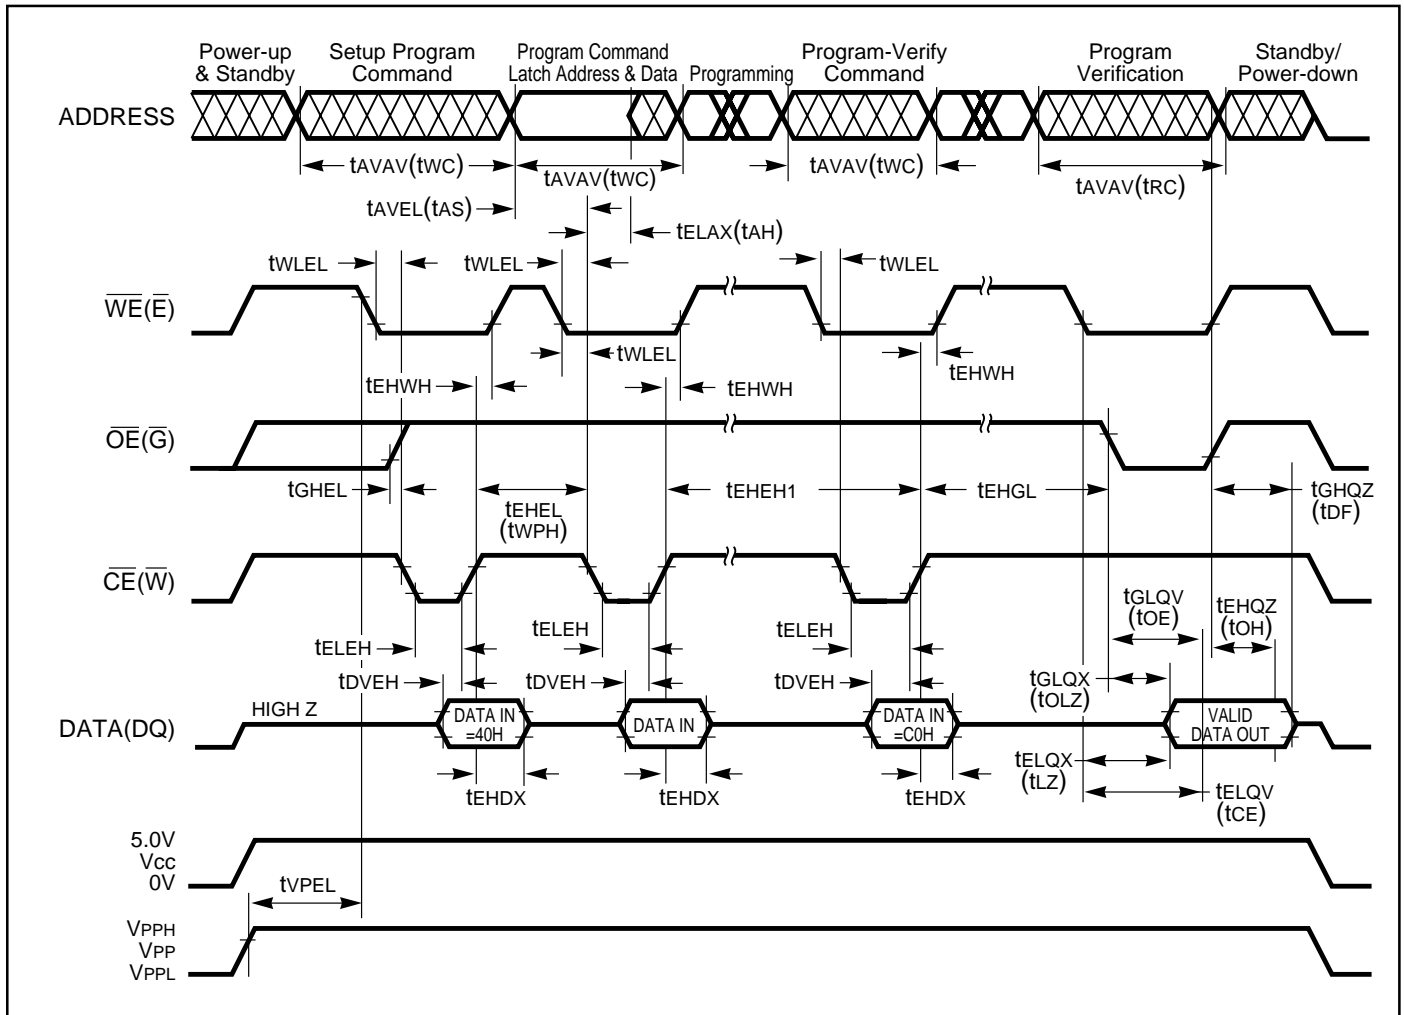 Power-up
& Standby
Setup Program
Command
Program Command
Latch Address & Data
Programming
Program-Verify
Command
Program
Verification
Standby/
Power-down
ADDRESS
tAVAV(tWC)
tAVAV(tWC)
tAVAV(tWC)
tAVAV(tRC)
tAVEL(tAS)
tELAX(tAH)
tWLEL
tWLEL
tWLEL
WE(E)
tWLEL
tEHWH
tEHWH
tEHWH
OE(G)
tGHEL
tEHEL
(tWPH)
tEHEH1
tEHGL
tGHQZ
(tDF)
CE(W)
tELEH
tELEH
tELEH
tGLQV
(tOE)
tEHQZ
(tOH)
tDVEH
tDVEH
tDVEH
tGLQX
(tOLZ)
DATA(DQ)
HIGH Z
DATA IN
=40H
DATA IN
DATA IN
=C0H
VALID
DATA OUT
tEHDX
tEHDX
tEHDX
tELQX
(tLZ)
tELQV
(tCE)
5.0V
Vcc
0V
tVPEL
VPPH
VPP
VPPL